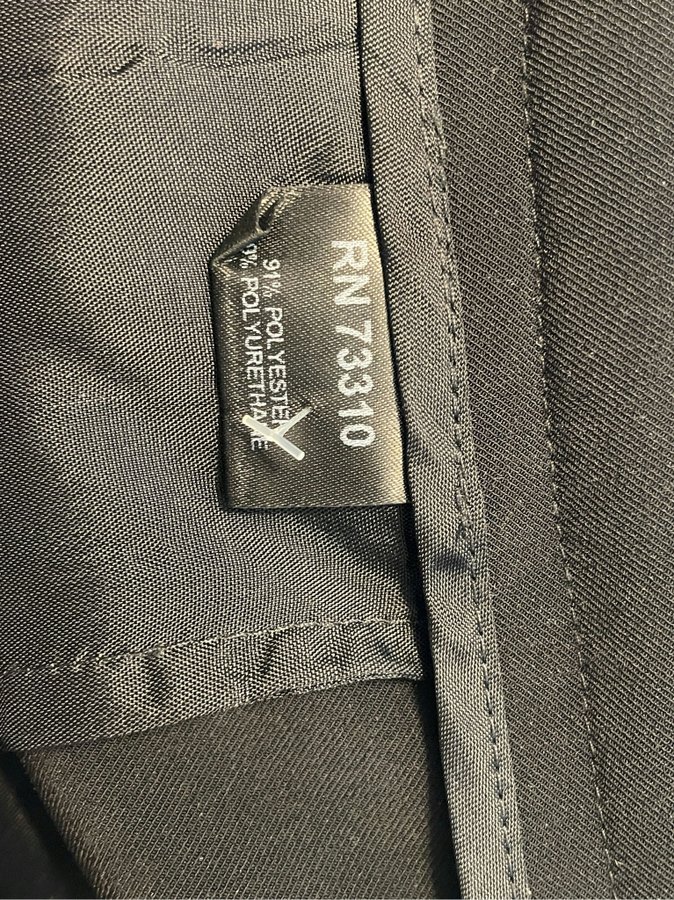 RN 73310
91% POLYESTER
% POLYURETHANE